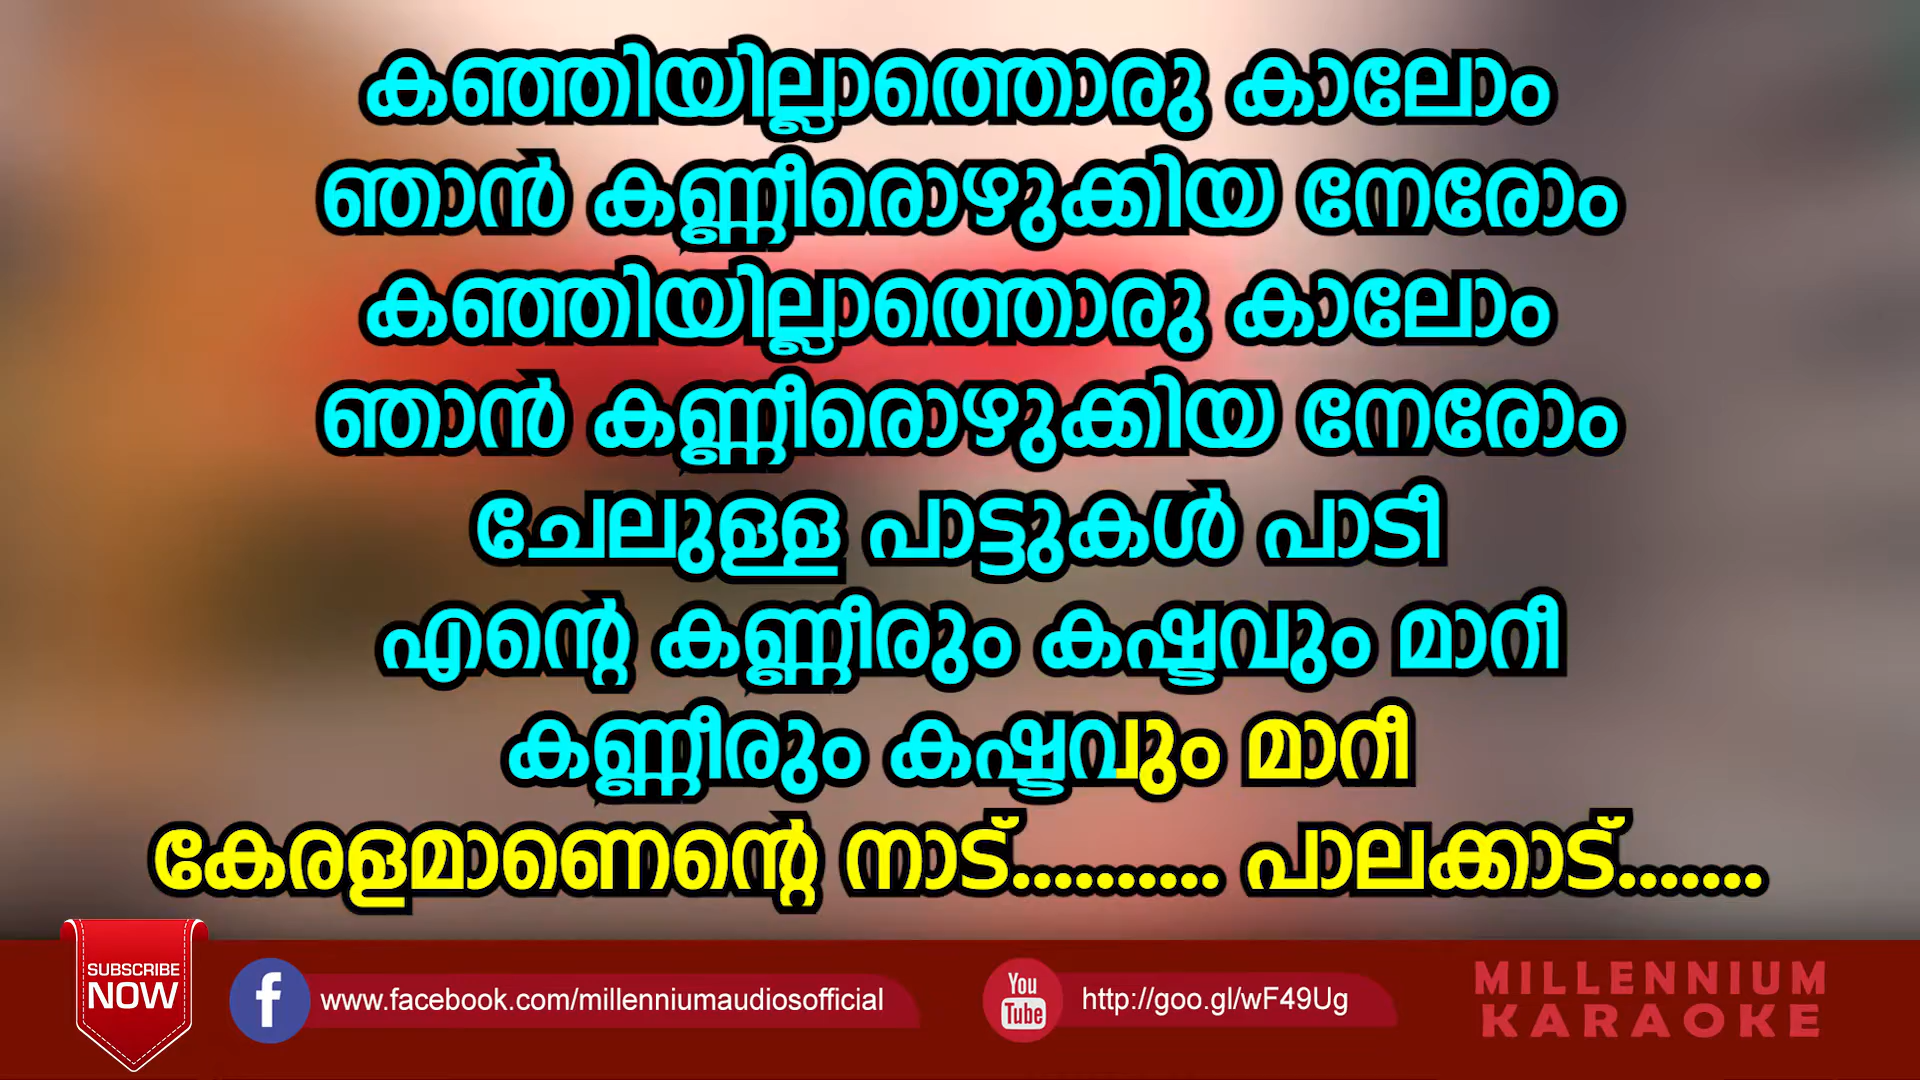 കഞ്ഞിയില്ലാത്തൊരു കാലോം
ഞാൻ കണ്ണീരൊഴുക്കിയ നേരോം
കഞ്ഞിയില്ലാത്തൊരു കാലോം
ഞാൻ കണ്ണീരൊഴുക്കിയ നേരോം
ചേലുള്ള പാട്ടുകൾ പാടീ
എന്റെ കണ്ണീരും കഷ്ടവും മാറീ
കണ്ണീരും കഷ്ടവും മാറീ
കേരളമാണെന്റെ നാട്.......... പാലക്കാട്.......
SUBSCRIBE NOW
www.facebook.com/millenniumaudiosofficial
You Tube
http://goo.gl/wF49Ug
MILLENNIUM
KARAOKE